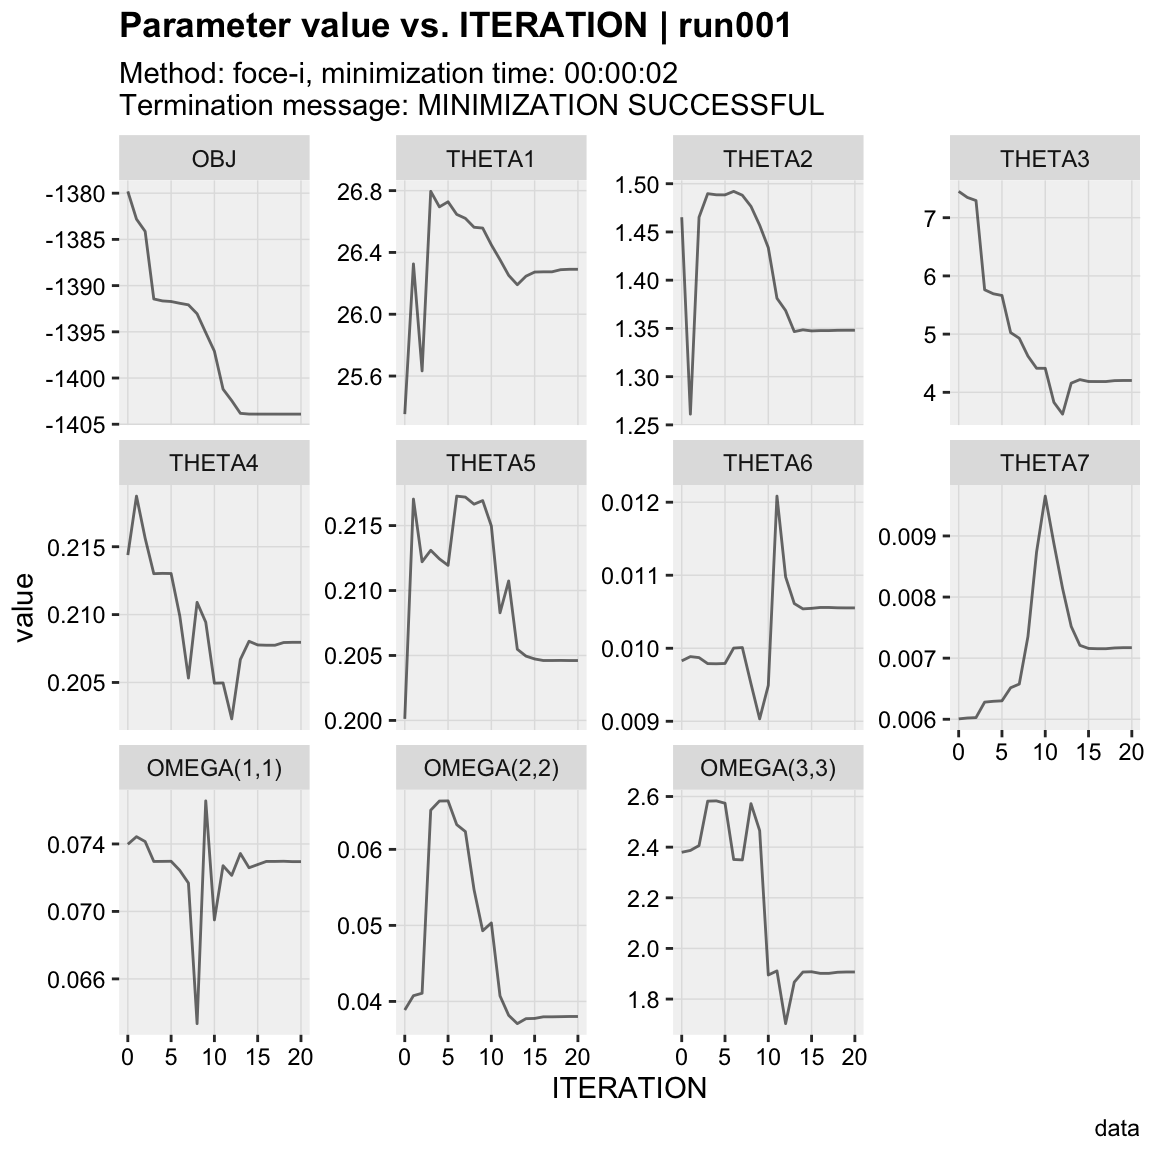 Parameter value vs. ITERATION | run001
Method: foce-i, minimization time: 00:00:02
Termination message: MINIMIZATION SUCCESSFUL
OBJ
-1380
-1385
-1390
-1395
-1400
-1405
THETA1
26.8
26.4
26.0
25.6
THETA2
1.50
1.45
1.40
1.35
1.30
1.25
THETA3
7
6
5
4
value
THETA4
0.215
0.210
0.205
THETA5
0.215
0.210
0.205
0.200
THETA6
0.012
0.011
0.010
0.009
THETA7
0.009
0.008
0.007
0.006
0 5 10 15 20
OMEGA(1,1)
0.074
0.070
0.066
0 5 10 15 20
OMEGA(2,2)
0.06
0.05
0.04
0 5 10 15 20
OMEGA(3,3)
2.6
2.4
2.2
2.0
1.8
0 5 10 15 20
ITERATION
data